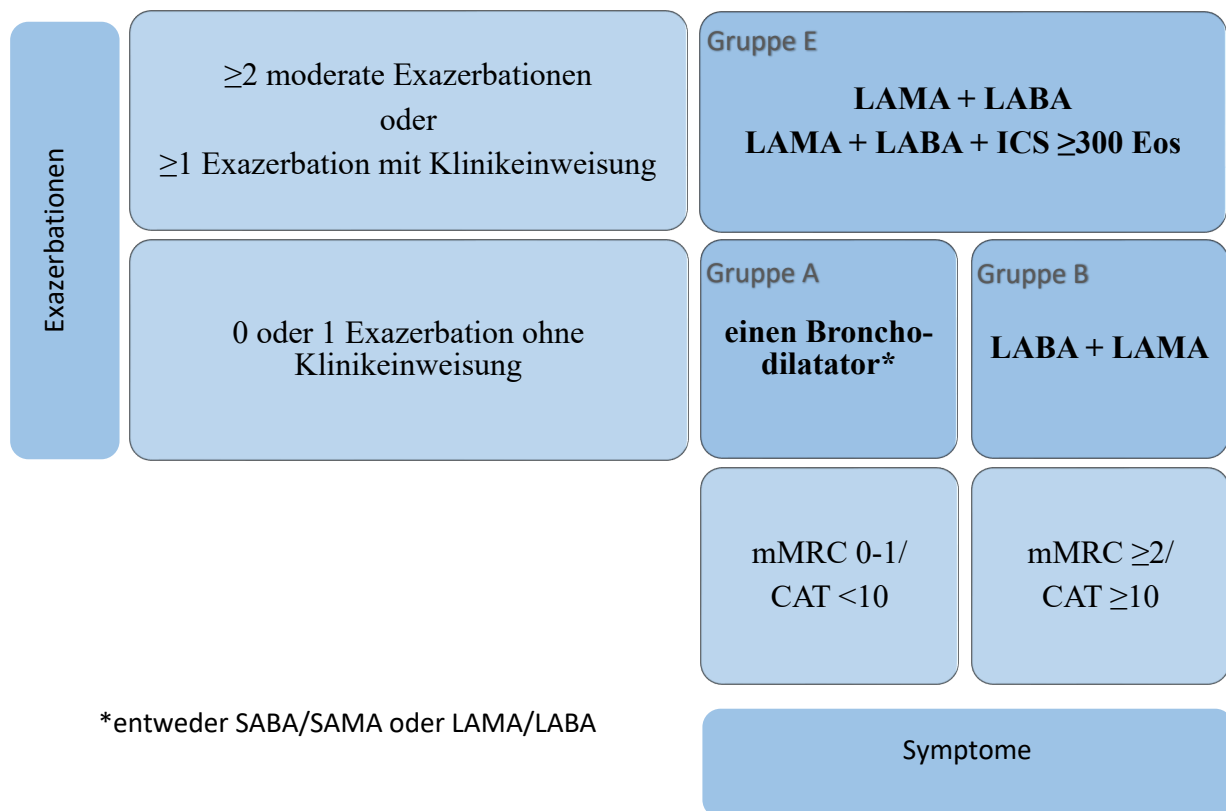 Exazerbationen
≥2 moderate Exazerbationen
oder
≥1 Exazerbation mit Klinikeinweisung
Gruppe E
LAMA + LABA
LAMA + LABA + ICS ≥300 Eos
0 oder 1 Exazerbation ohne
Klinikeinweisung
Gruppe A
einen Broncho-
dilatator*
Gruppe B
LABA + LAMA
mMRC 0-1/
CAT <10
mMRC ≥2/
CAT ≥10
*entweder SABA/SAMA oder LAMA/LABA
Symptome